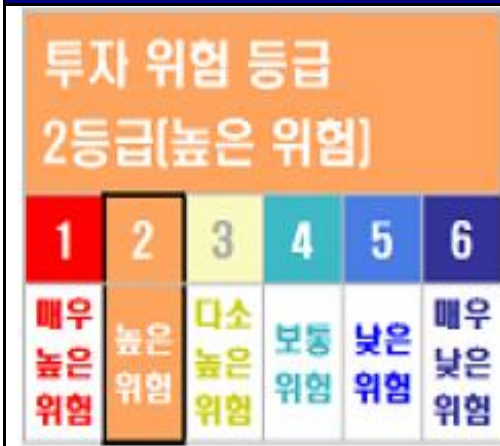 투자 위험 등급
2등급[높은 위험]
1 2 3 4 5 6
매우 높은 위험
높은 위험
다소 높은 위험
보통 위험
낮은 위험
매우 낮은 위험